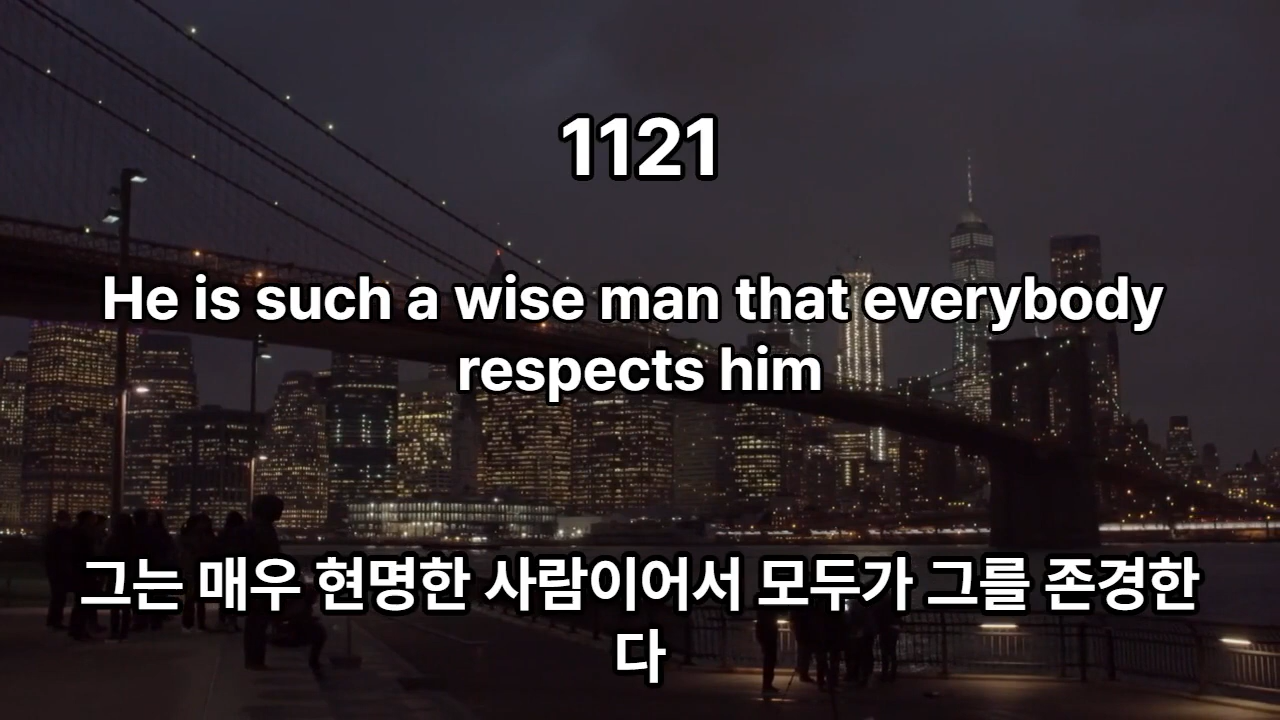 1121
He is such a wise man that everybody
respects him
그는 매우 현명한 사람이어서 모두가 그를 존경한
다